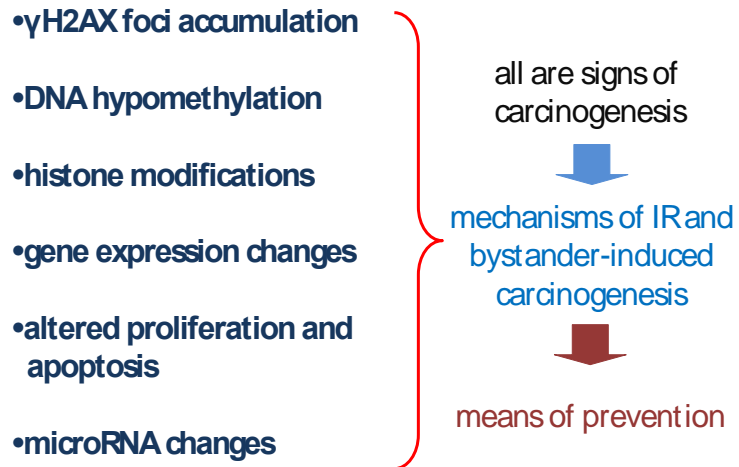 •γH2AX foci accumulation
•DNA hypomethylation
•histone modifications
•gene expression changes
•altered proliferation and
apoptosis
•microRNA changes
all are signs of
carcinogenesis
mechanisms of IR and
bystander-induced
carcinogenesis
means of prevention